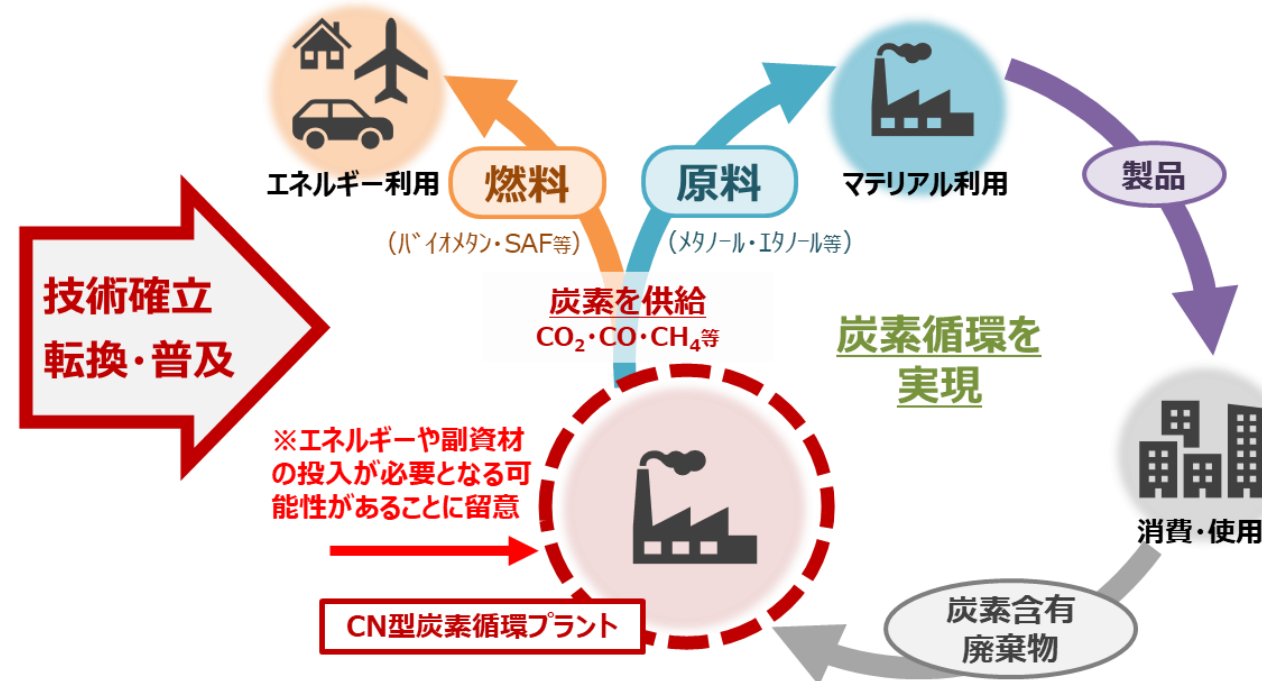 エネルギー利用
燃料
(ﾊﾞｲｵﾒﾀﾝ・SAF等)
原料
(ﾒﾀﾉｰﾙ・ｴﾀﾉｰﾙ等)
マテリアル利用
製品
技術確立
転換・普及
炭素を供給
CO₂・CO・CH₄等
炭素循環を
実現
※エネルギーや副資材
の投入が必要となる可
能性があることに留意
CN型炭素循環プラント
消費・使用
炭素含有
廃棄物